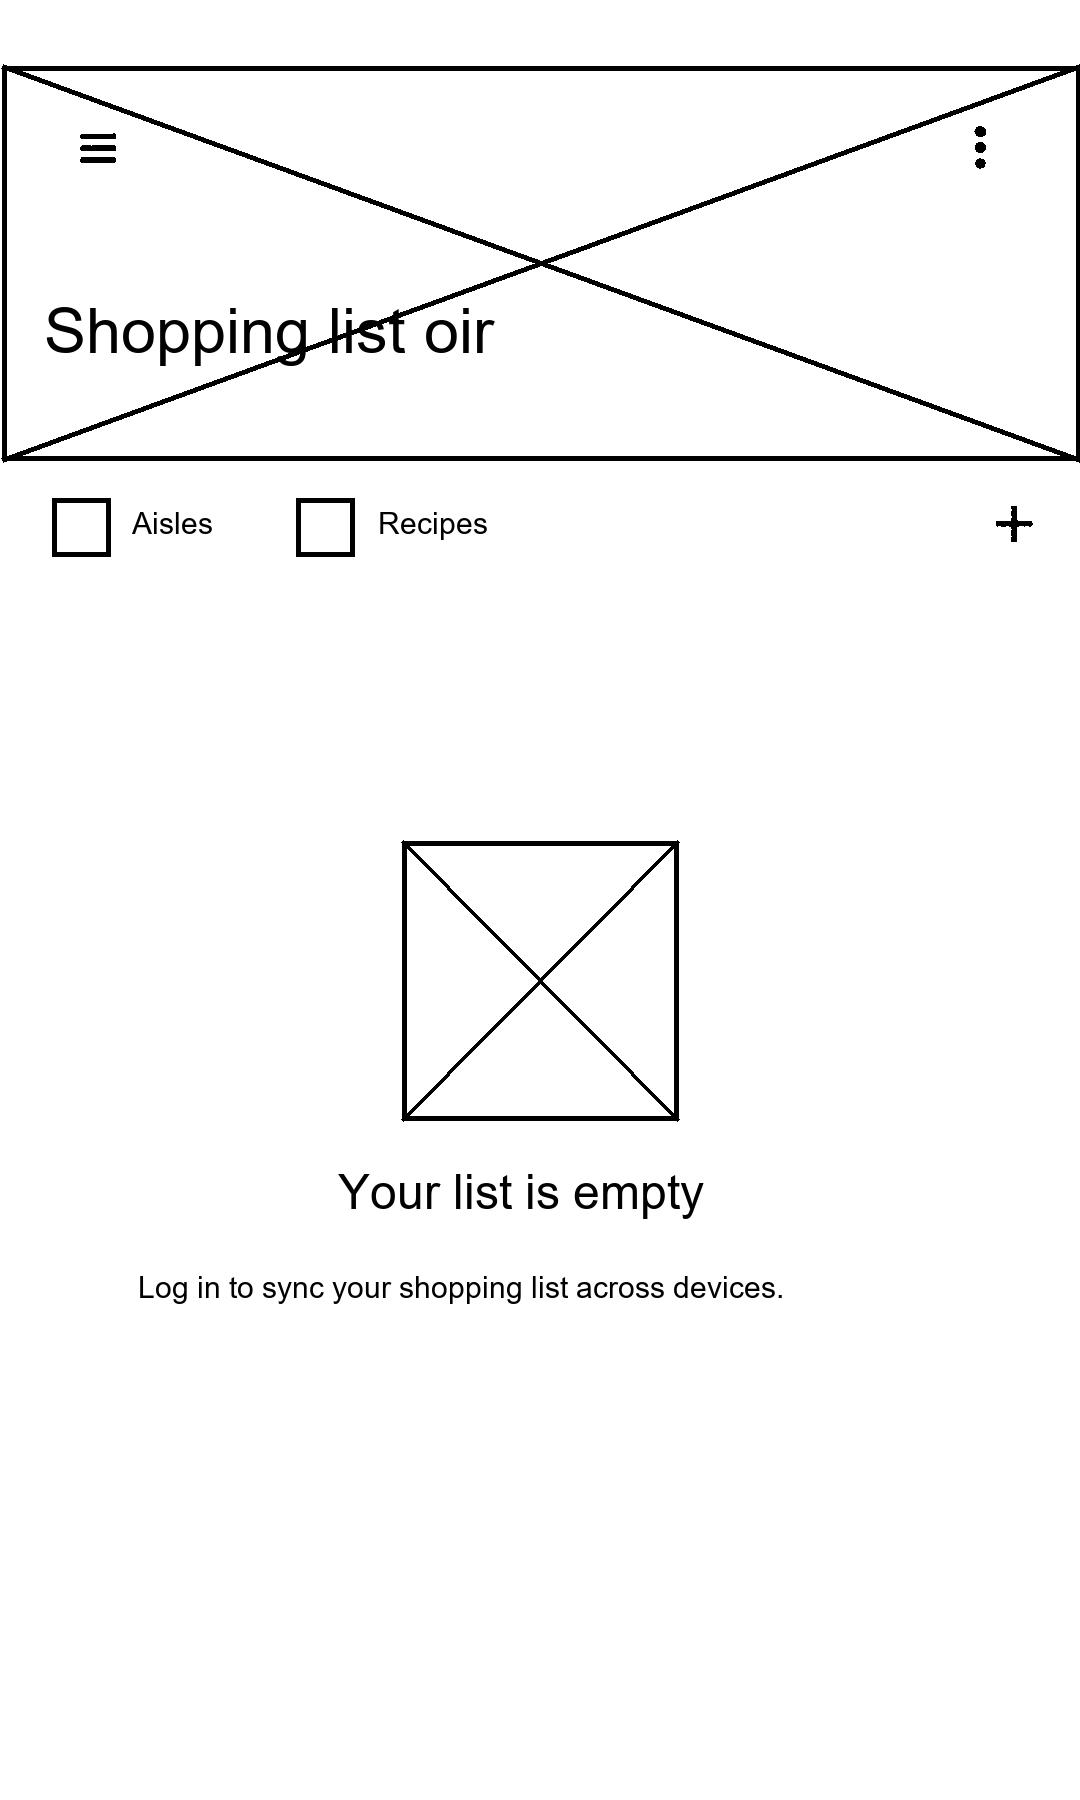 Shopping list oir
Aisles
Recipes
Your list is empty
Log in to sync your shopping list across devices.